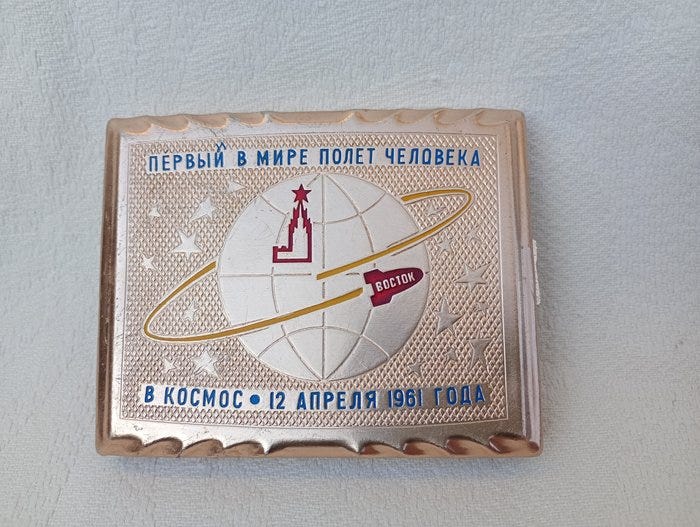 ПЕРВЫЙ В МИРЕ ПОЛЕТ ЧЕЛОВЕКА
ВОСТОК
В КОСМОС • 12 АПРЕЛЯ 1961 ГОДА